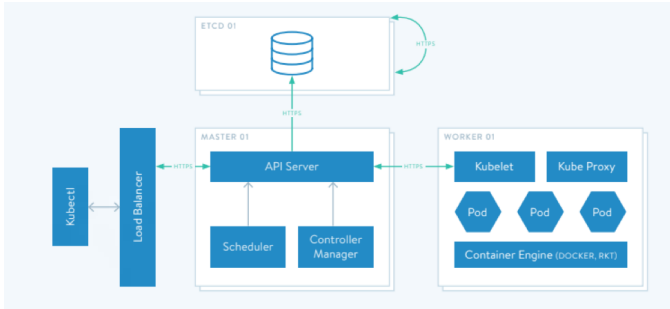 ETCD 01
HTTPS
HTTPS
MASTER 01
WORKER 01
Kubectl
Load Balancer
HTTPS
API Server
HTTPS
Kubelet
Kube Proxy
Pod
Pod
Pod
Scheduler
Controller
Manager
Container Engine (DOCKER, RKT)